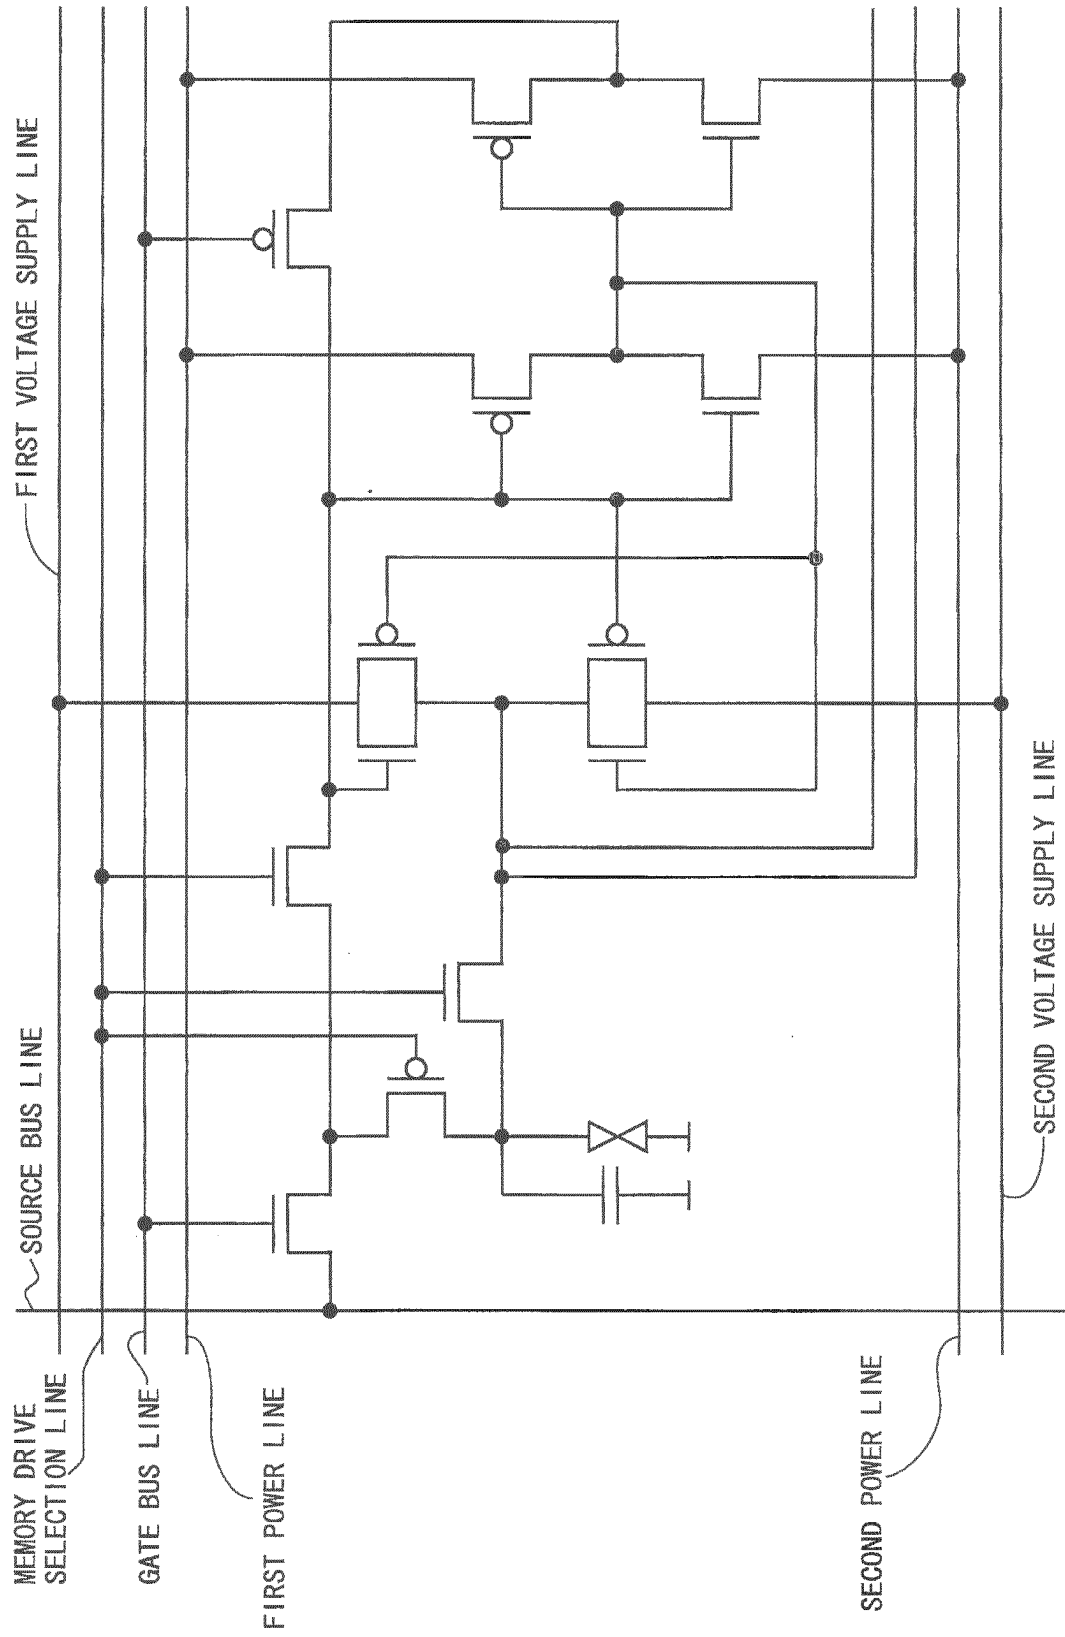 FIRST VOLTAGE SUPPLY LINE
SOURCE BUS LINE
MEMORY DRIVE
SELECTION LINE
GATE BUS LINE
FIRST POWER LINE
SECOND POWER LINE
SECOND VOLTAGE SUPPLY LINE